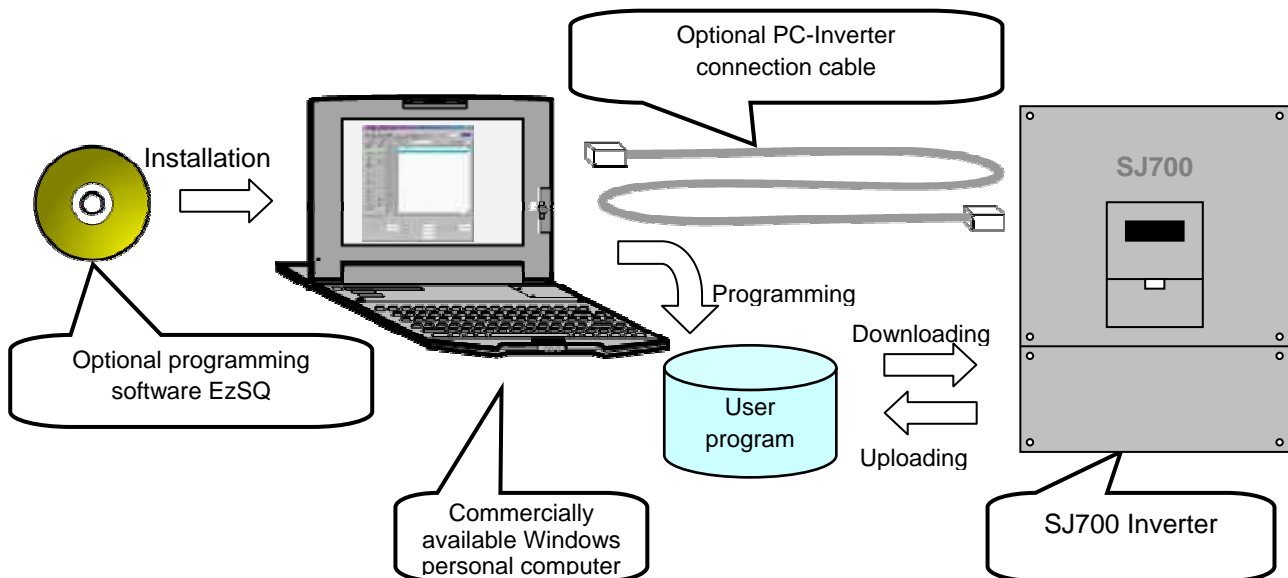 Optional PC-Inverter
connection cable
Installation
SJ700
Programming
Downloading
Optional programming
software EzSQ
User
program
Uploading
Commercially
available Windows
personal computer
SJ700 Inverter